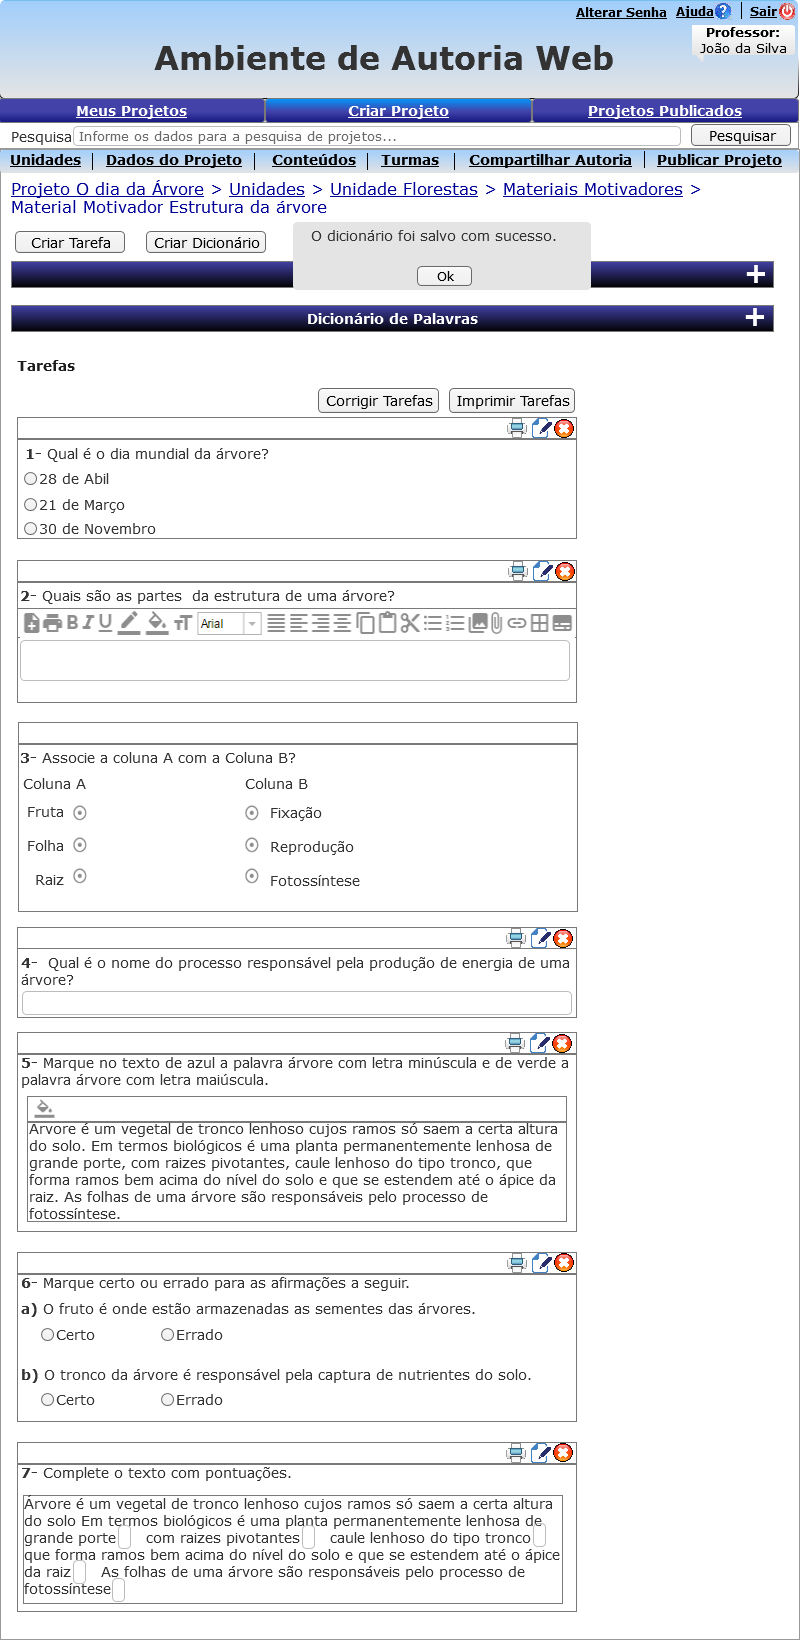 Alterar Senha Ajuda Sair
Professor:
João da Silva
Ambiente de Autoria Web
Meus Projetos Criar Projeto Projetos Publicados
Pesquisa Informe os dados para a pesquisa de projetos... Pesquisar
Unidades Dados do Projeto Conteúdos Turmas Compartilhar Autoria Publicar Projeto
Projeto O dia da Árvore > Unidades > Unidade Florestas > Materiais Motivadores >
Material Motivador Estrutura da árvore
Criar Tarefa Criar Dicionário
O dicionário foi salvo com sucesso.
Ok
Dicionário de Palavras
Tarefas
Corrigir Tarefas Imprimir Tarefas
1- Qual é o dia mundial da árvore?
28 de Abil
21 de Março
30 de Novembro
2- Quais são as partes da estrutura de uma árvore?
Arial
3- Associe a coluna A com a Coluna B?
Coluna A Coluna B
Fruta Fixação
Folha Reprodução
Raiz Fotossíntese
4- Qual é o nome do processo responsável pela produção de energia de uma
árvore?
5- Marque no texto de azul a palavra árvore com letra minúscula e de verde a
palavra árvore com letra maiúscula.
Árvore é um vegetal de tronco lenhoso cujos ramos só saem a certa altura
do solo. Em termos biológicos é uma planta permanentemente lenhosa de
grande porte, com raizes pivotantes, caule lenhoso do tipo tronco, que
forma ramos bem acima do nível do solo e que se estendem até o ápice da
raiz. As folhas de uma árvore são responsáveis pelo processo de
fotossíntese.
6- Marque certo ou errado para as afirmações a seguir.
a) O fruto é onde estão armazenadas as sementes das árvores.
Certo Errado
b) O tronco da árvore é responsável pela captura de nutrientes do solo.
Certo Errado
7- Complete o texto com pontuações.
Árvore é um vegetal de tronco lenhoso cujos ramos só saem a certa altura
do solo Em termos biológicos é uma planta permanentemente lenhosa de
grande porte com raizes pivotantes caule lenhoso do tipo tronco
que forma ramos bem acima do nível do solo e que se estendem até o ápice
da raiz As folhas de uma árvore são responsáveis pelo processo de
fotossíntese